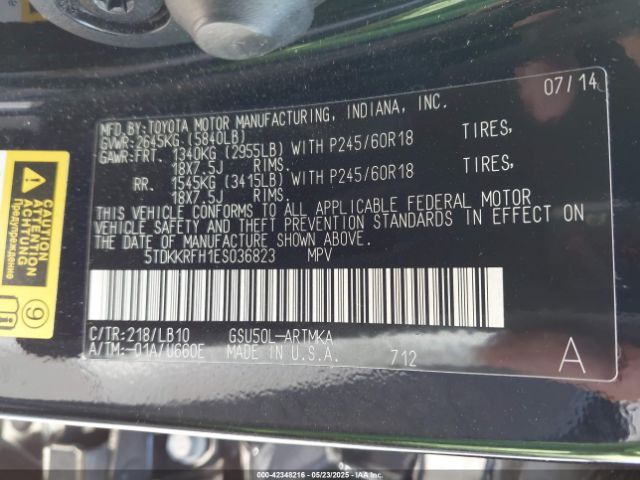 07/14
MFD.BY:TOYOTA MOTOR MANUFACTURING, INDIANA, INC.
GVWR:2645KG (5840LB)
GAWR:FRT. 1340KG (2955LB) WITH P245/60R18 TIRES,
18X7.5J RIMS.
RR. 1545KG (3415LB) WITH P245/60R18 TIRES,
18X7.5J RIMS.
THIS VEHICLE CONFORMS TO ALL APPLICABLE FEDERAL MOTOR
VEHICLE SAFETY AND THEFT PREVENTION STANDARDS IN EFFECT ON
THE DATE OF MANUFACTURE SHOWN ABOVE.
5TDKKRFH1ES036823 MPV
C/TR:218/LB10 GSU50L-ARTMKA
A/TM:-01A/U660E MADE IN U.S.A. 712 A
CAUTION
ATTENTION
ACHTUNG
Предупреждение
9
000-42348216 - 05/23/2025 - IAAI.COM